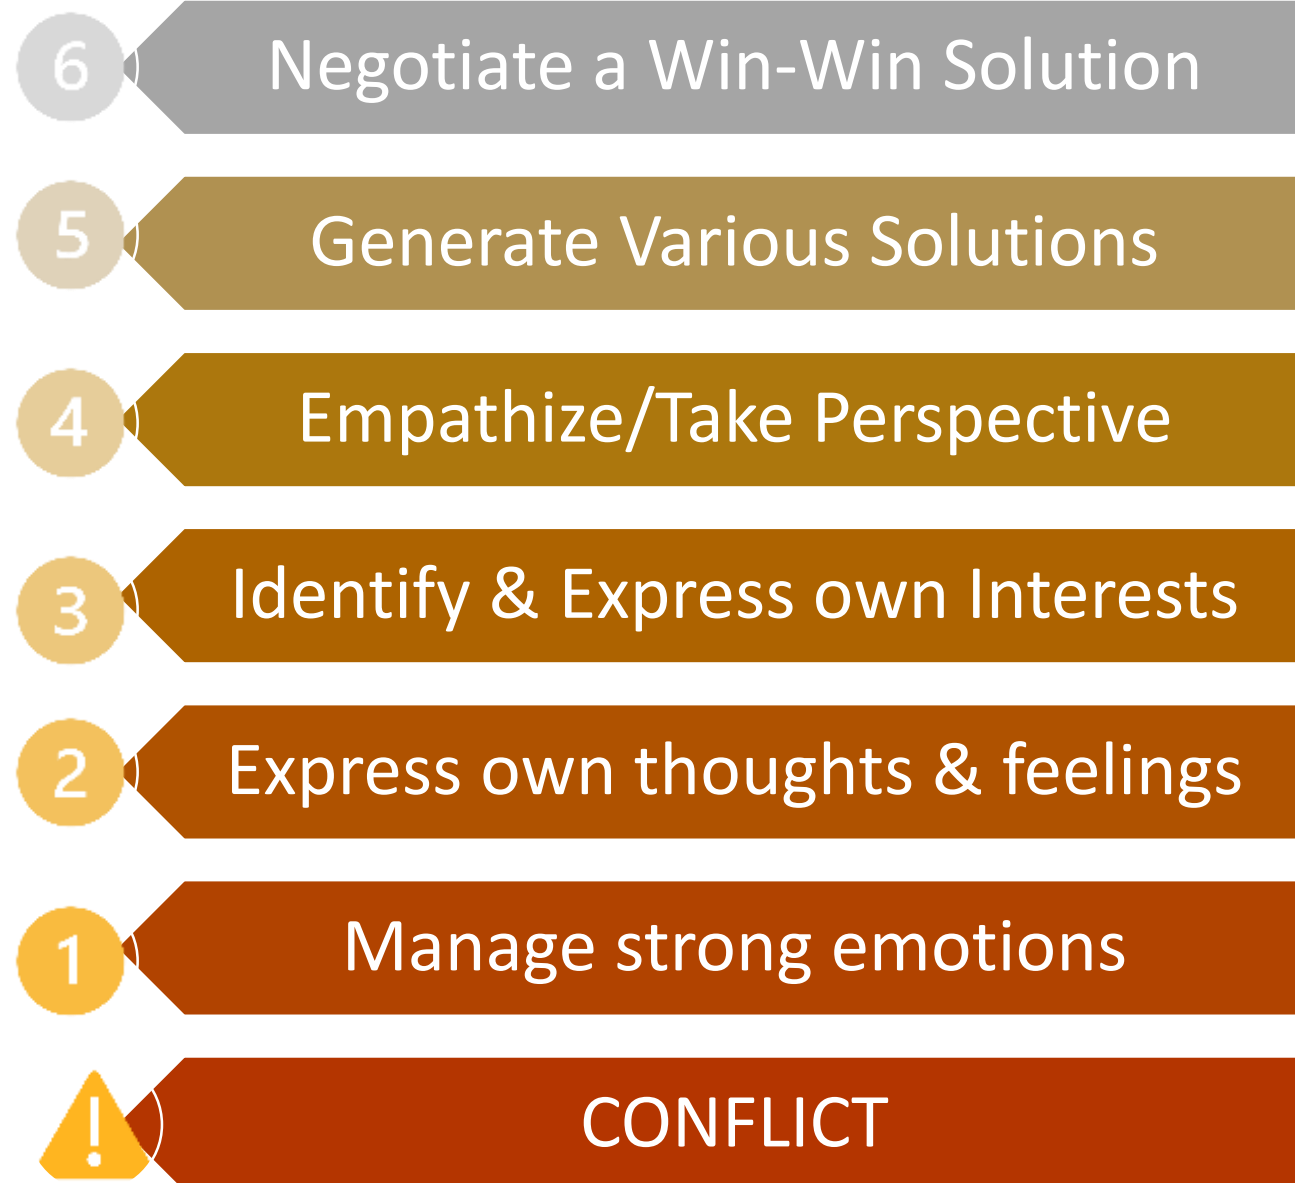 6 Negotiate a Win-Win Solution
5 Generate Various Solutions
4 Empathize/Take Perspective
3 Identify & Express own Interests
2 Express own thoughts & feelings
1 Manage strong emotions
! CONFLICT